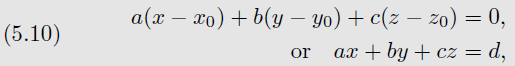 a(x − x₀) + b(y − y₀) + c(z − z₀) = 0,
(5.10)
or ax + by + cz = d,